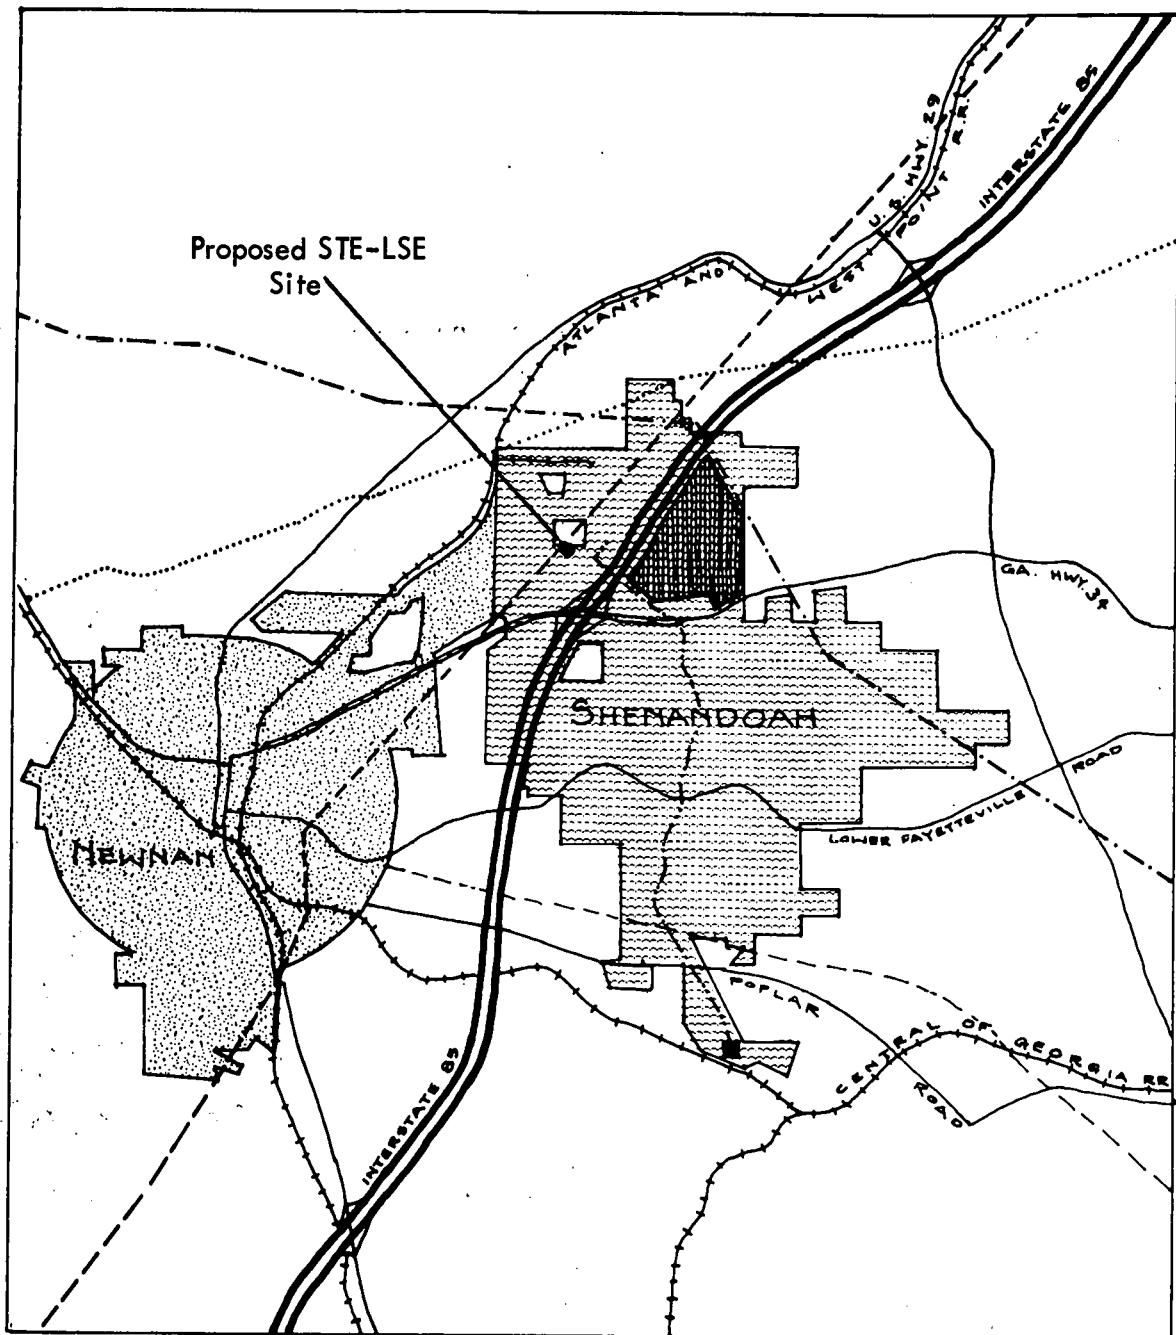 U. S. HWY. 29
INTERSTATE 85
ATLANTA AND WEST POINT R.R.
Proposed STE-LSE
Site
GA. HWY. 34
SHENANDOAH
LOWER FAYETTEVILLE ROAD
NEWNAN
POPLAR ROAD
CENTRAL OF GEORGIA RR
INTERSTATE 85